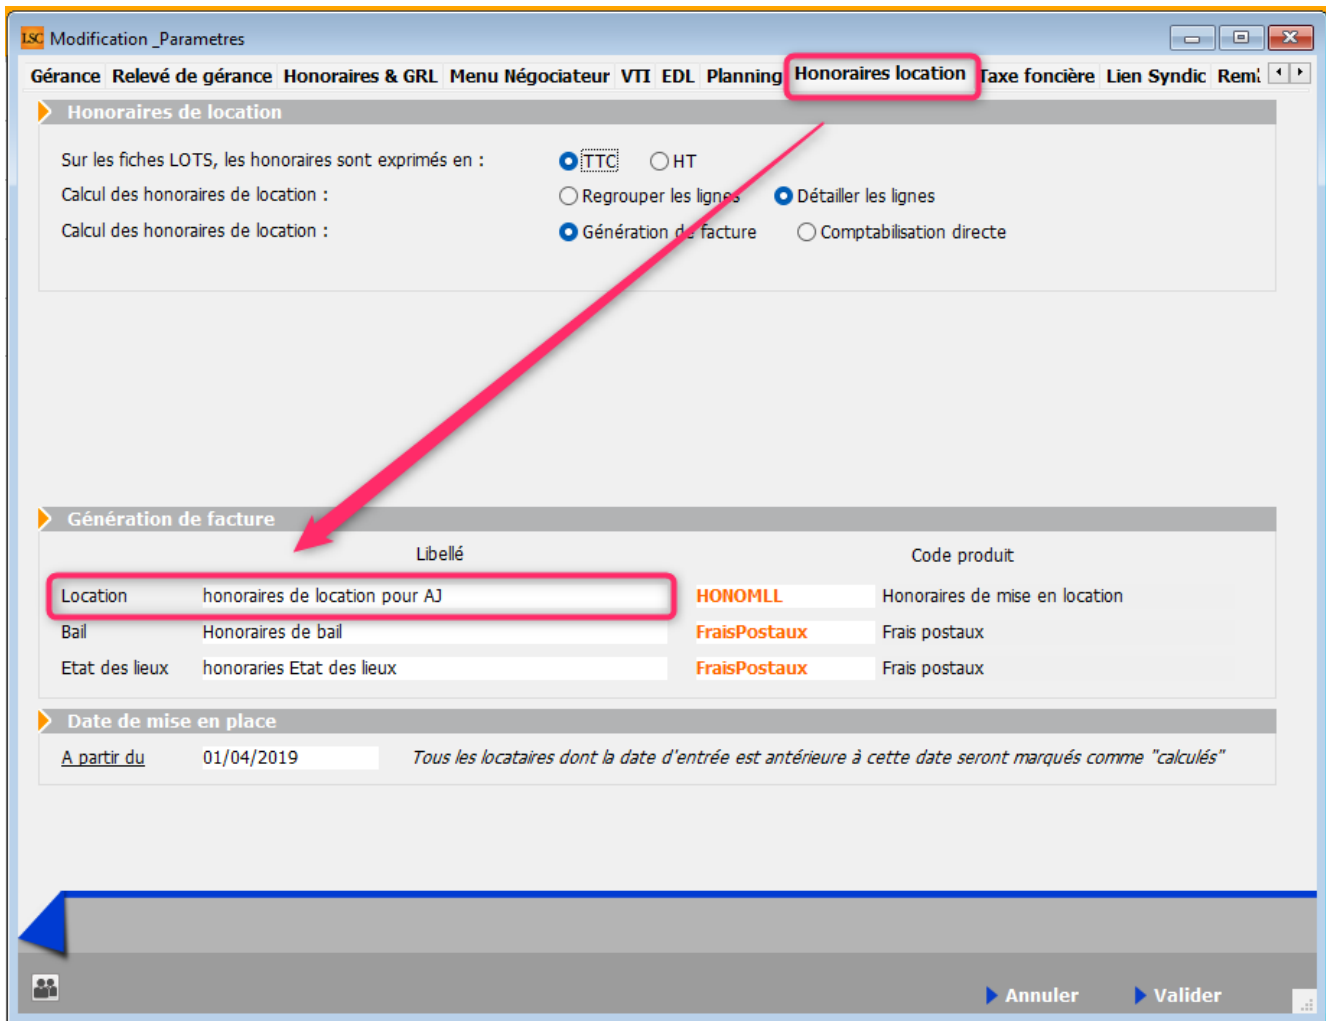 LSC Modification _Parametres
Gérance Relevé de gérance Honoraires & GRL Menu Négociateur VTI EDL Planning Honoraires location Taxe foncière Lien Syndic
Honoraires de location
Sur les fiches LOTS, les honoraires sont exprimés en : TTC HT
Calcul des honoraires de location : Regrouper les lignes Détailler les lignes
Calcul des honoraires de location : Génération de facture Comptabilisation directe
Génération de facture
Libellé Code produit
Location honoraires de location pour AJ HONOMLL Honoraires de mise en location
Bail Honoraires de bail FraisPostaux Frais postaux
Etat des lieux honoraries Etat des lieux FraisPostaux Frais postaux
Date de mise en place
A partir du 01/04/2019 Tous les locataires dont la date d'entrée est antérieure à cette date seront marqués comme "calculés"
Annuler Valider